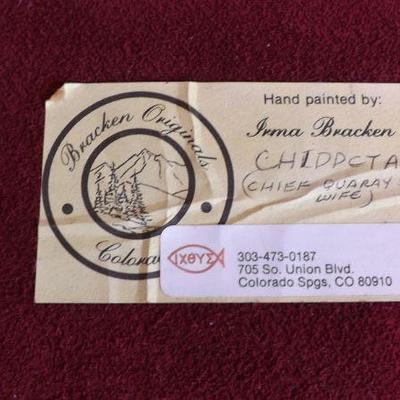 Bracken Originals
Colora
Hand painted by:
Irma Bracken
CHIPPETA
(CHIEF QUARAY
WIFE)
ΙΧΘΥΣ
303-473-0187
705 So. Union Blvd.
Colorado Spgs, CO 80910